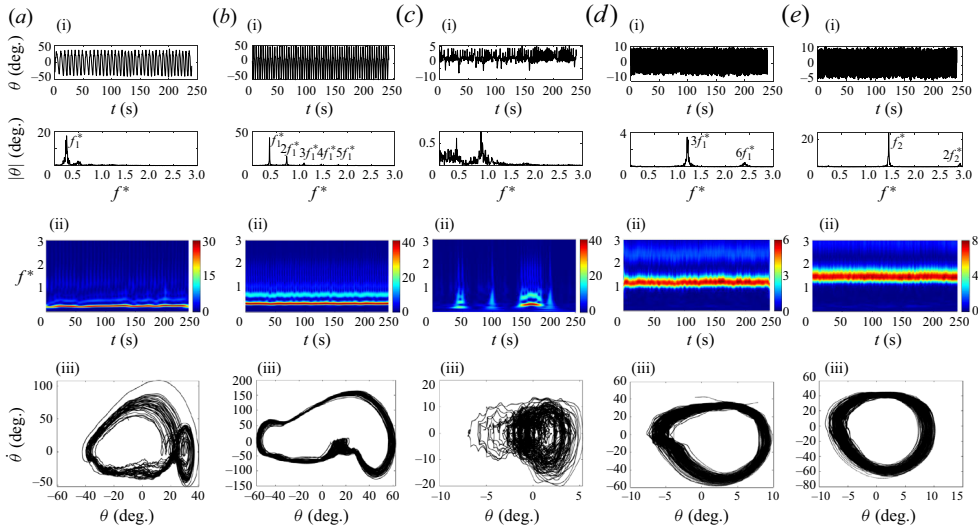 (a) (b) (c) (d) (e)
(i) (i) (i) (i) (i)
θ (deg.)
50 0 −50
50 0 −50
5 0 −10
10 0 −10
10 5 0 −5
0 50 100 150 200 250
0 50 100 150 200 250
0 50 100 150 200 250
0 50 100 150 200 250
0 50 100 150 200 250
t (s) t (s) t (s) t (s) t (s)
|θ| (deg.)
20 10 f1*
50 f1* 2f1* 3f1* 4f1* 5f1*
0.5
4 2 3f1* 6f1*
20 f2* 2f2*
0 0.5 1.0 1.5 2.0 2.5 3.0
0 0.5 1.0 1.5 2.0 2.5 3.0
0 0.5 1.0 1.5 2.0 2.5 3.0
0 0.5 1.0 1.5 2.0 2.5 3.0
0 0.5 1.0 1.5 2.0 2.5 3.0
f* f* f* f* f*
(ii) (ii) (ii) (ii) (ii)
f*
3 2 1 0 30 15 0
3 2 1 0 40 20 0
3 2 1 0 40 20 0
3 2 1 0 6 3 0
3 2 1 0 8 4 0
50 100 150 200 250
50 100 150 200 250
50 100 150 200 250
50 100 150 200 250
50 100 150 200 250
t (s) t (s) t (s) t (s) t (s)
(iii) (iii) (iii) (iii) (iii)
θ̇ (deg.)
100 50 0 −50
200 150 100 50 0 −50 −100 −150
20 10 0 −10 −20
60 40 20 0 −20 −40 −60
60 40 20 0 −20 −40 −60 −80
−60 −40 −20 0 20 40
−60 −40 −20 0 20 40 60
−10 −5 0 5
−10 −5 0 5 10
−10 −5 0 5 10 15
θ (deg.) θ (deg.) θ (deg.) θ (deg.) θ (deg.)